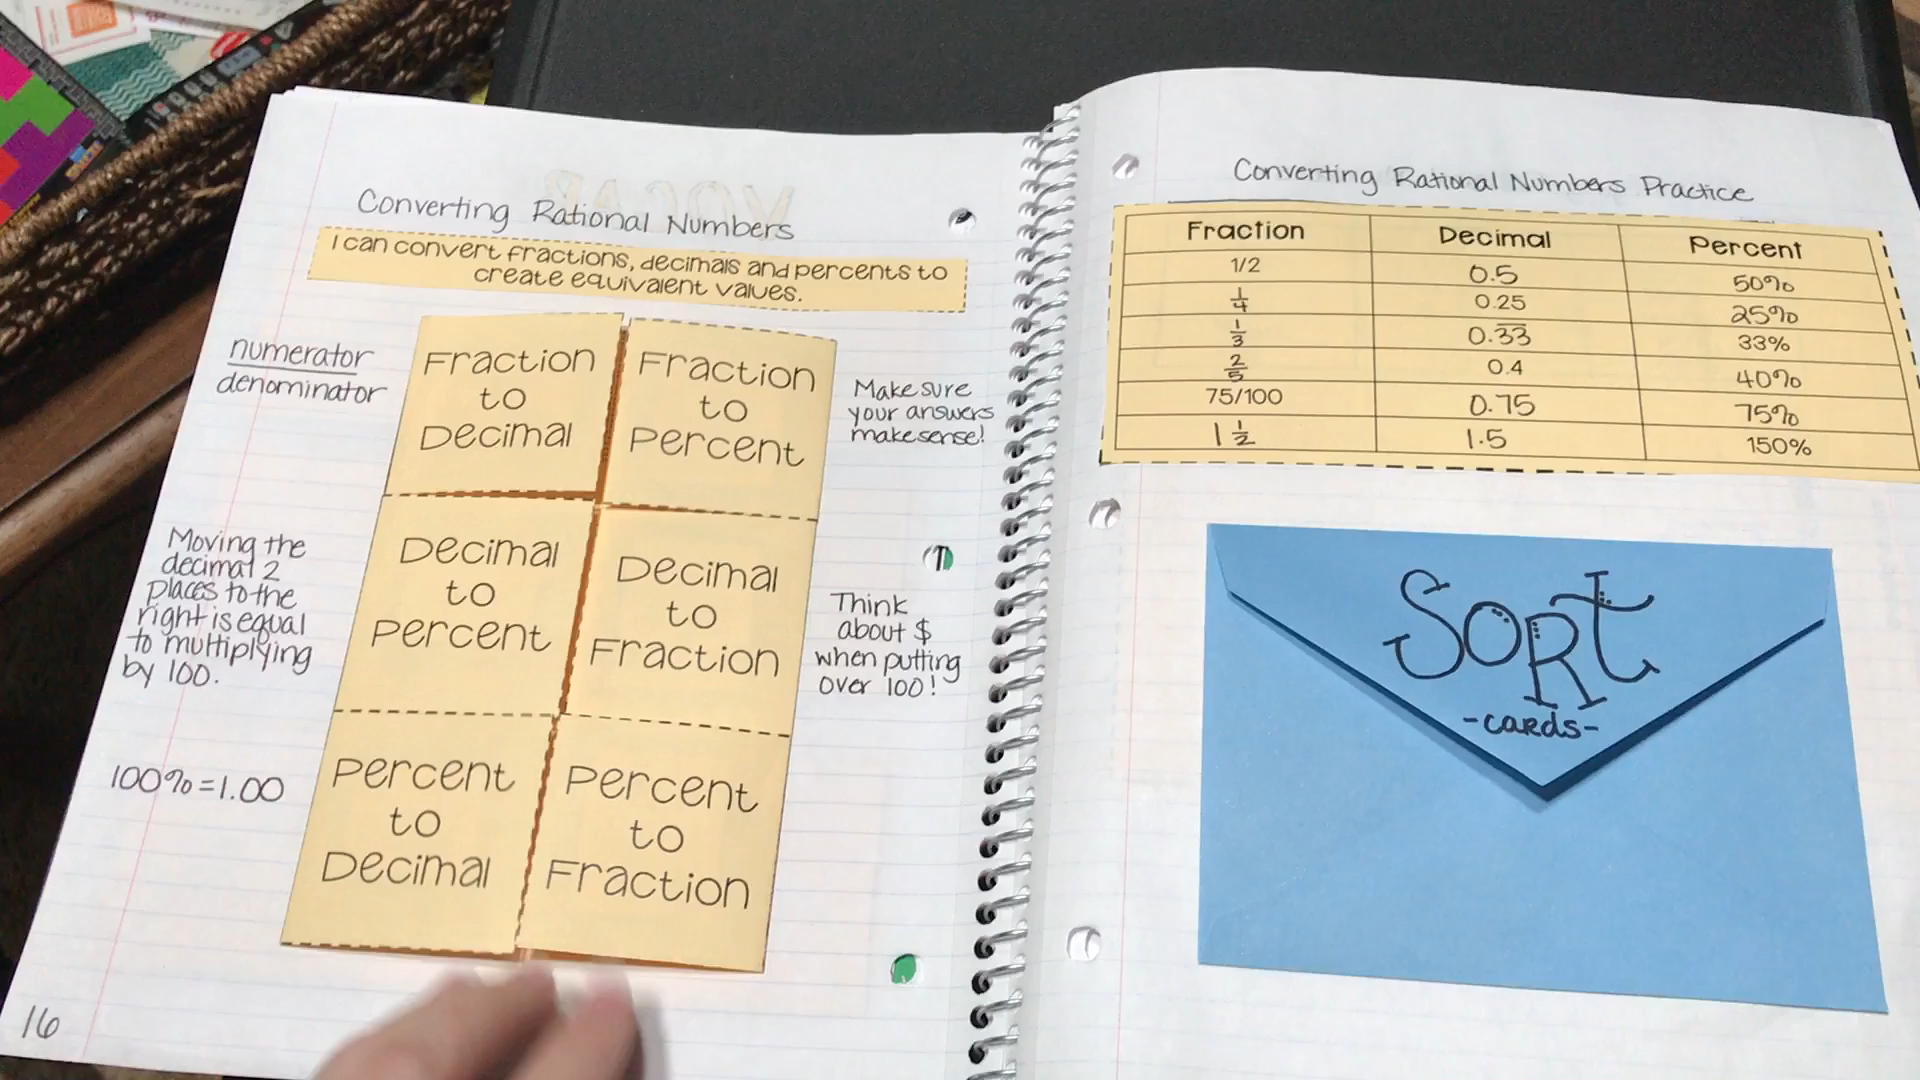 Converting Rational Numbers
I can convert fractions, decimals and percents to
create equivalent values.
numerator
denominator
Fraction
to
Decimal
Fraction
to
Percent
Make sure
your answers
make sense!
Moving the
decimal 2
places to the
right is equal
to multiplying
by 100.
Decimal
to
Percent
Decimal
to
Fraction
Think
about $
when putting
over 100!
100% = 1.00
Percent
to
Decimal
Percent
to
Fraction
16
Converting Rational Numbers Practice
Fraction Decimal Percent
1/2 0.5 50%
1/4 0.25 25%
1/3 0.33 33%
2/5 0.4 40%
75/100 0.75 75%
1 1/2 1.5 150%
SORT
-cards-